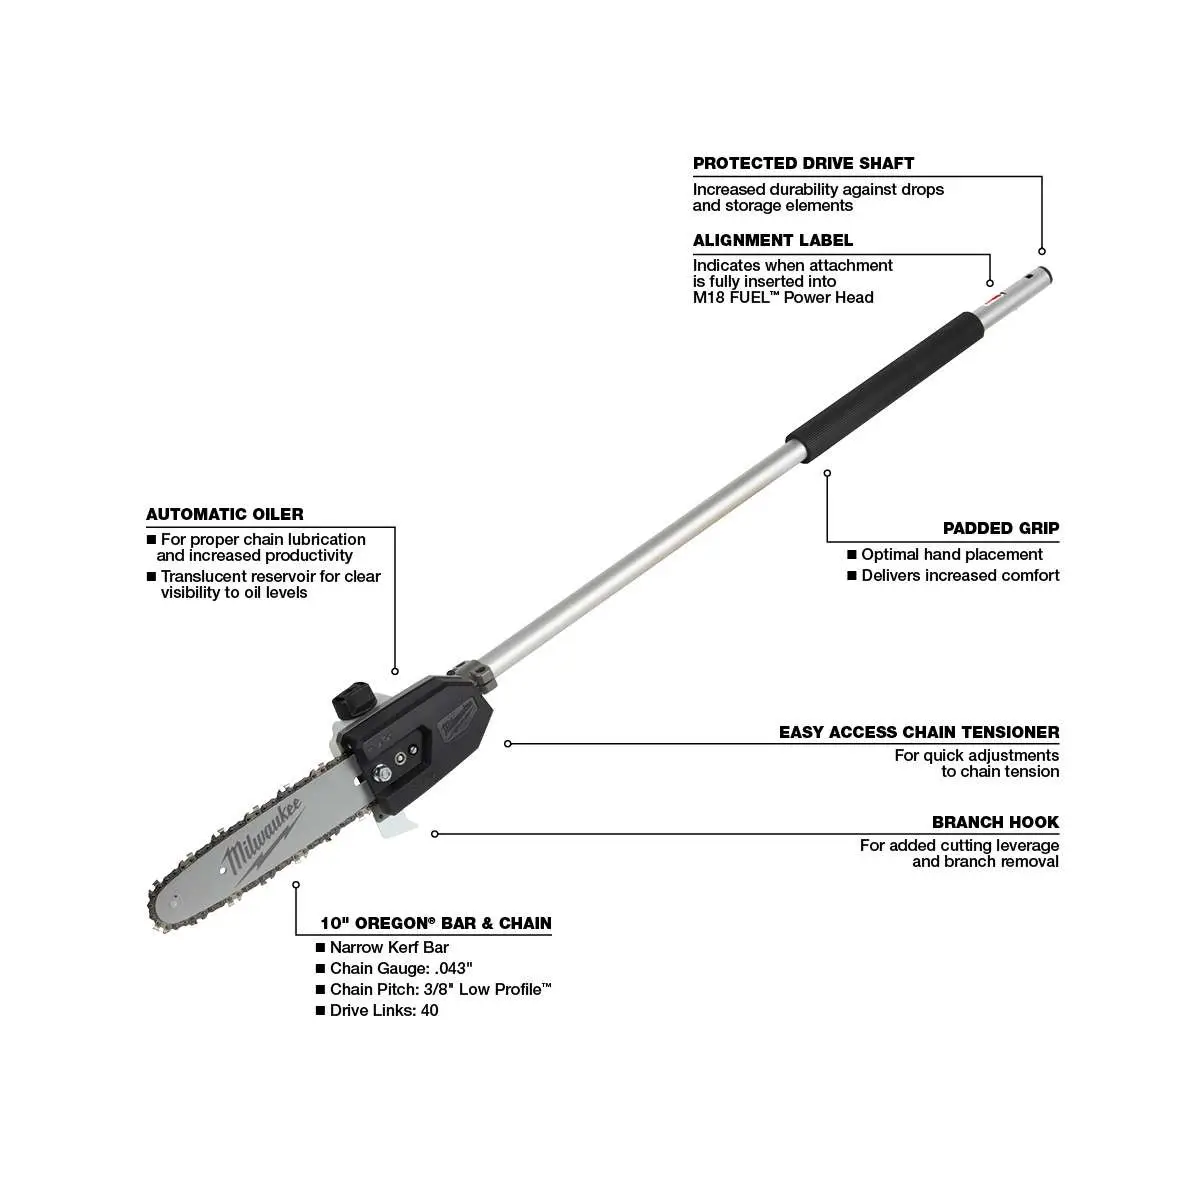 PROTECTED DRIVE SHAFT
Increased durability against drops
and storage elements
ALIGNMENT LABEL
Indicates when attachment
is fully inserted into
M18 FUEL™ Power Head
AUTOMATIC OILER
■ For proper chain lubrication
and increased productivity
■ Translucent reservoir for clear
visibility to oil levels
PADDED GRIP
■ Optimal hand placement
■ Delivers increased comfort
EASY ACCESS CHAIN TENSIONER
For quick adjustments
to chain tension
BRANCH HOOK
For added cutting leverage
and branch removal
Milwaukee
Milwaukee
10" OREGON® BAR & CHAIN
■ Narrow Kerf Bar
■ Chain Gauge: .043"
■ Chain Pitch: 3/8" Low Profile™
■ Drive Links: 40